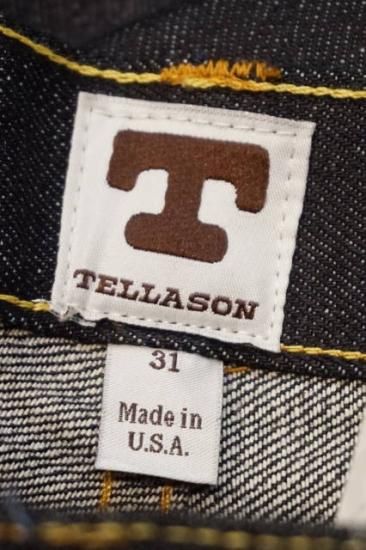 T
TELLASON
31
Made in
U.S.A.